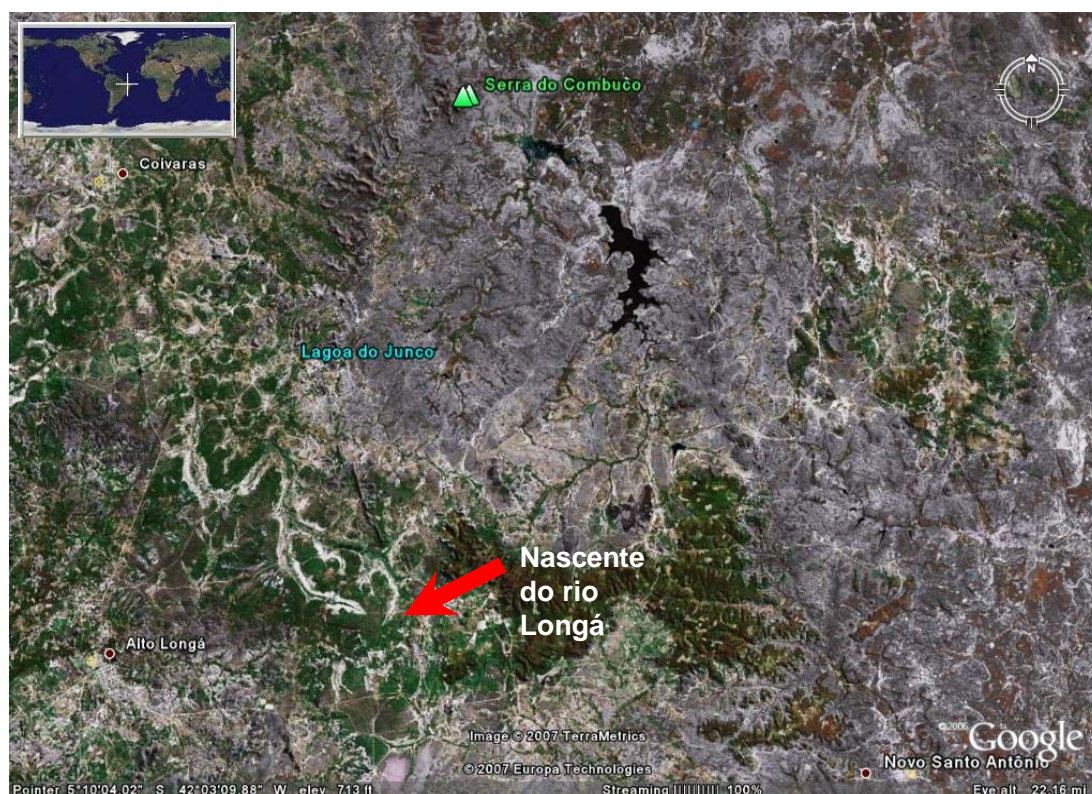 Serra do Combuco
N
Coivaras
Lagoa do Junco
Nascente
do rio
Longá
Alto Longá
Image © 2007 TerraMetrics
© 2007 Europa Technologies
©2006 Google
Novo Santo Antônio
Pointer 5°10'04.02" S 42°03'09.88" W elev 713 ft Streaming ||||||||| 100% Eye alt 22.16 mi